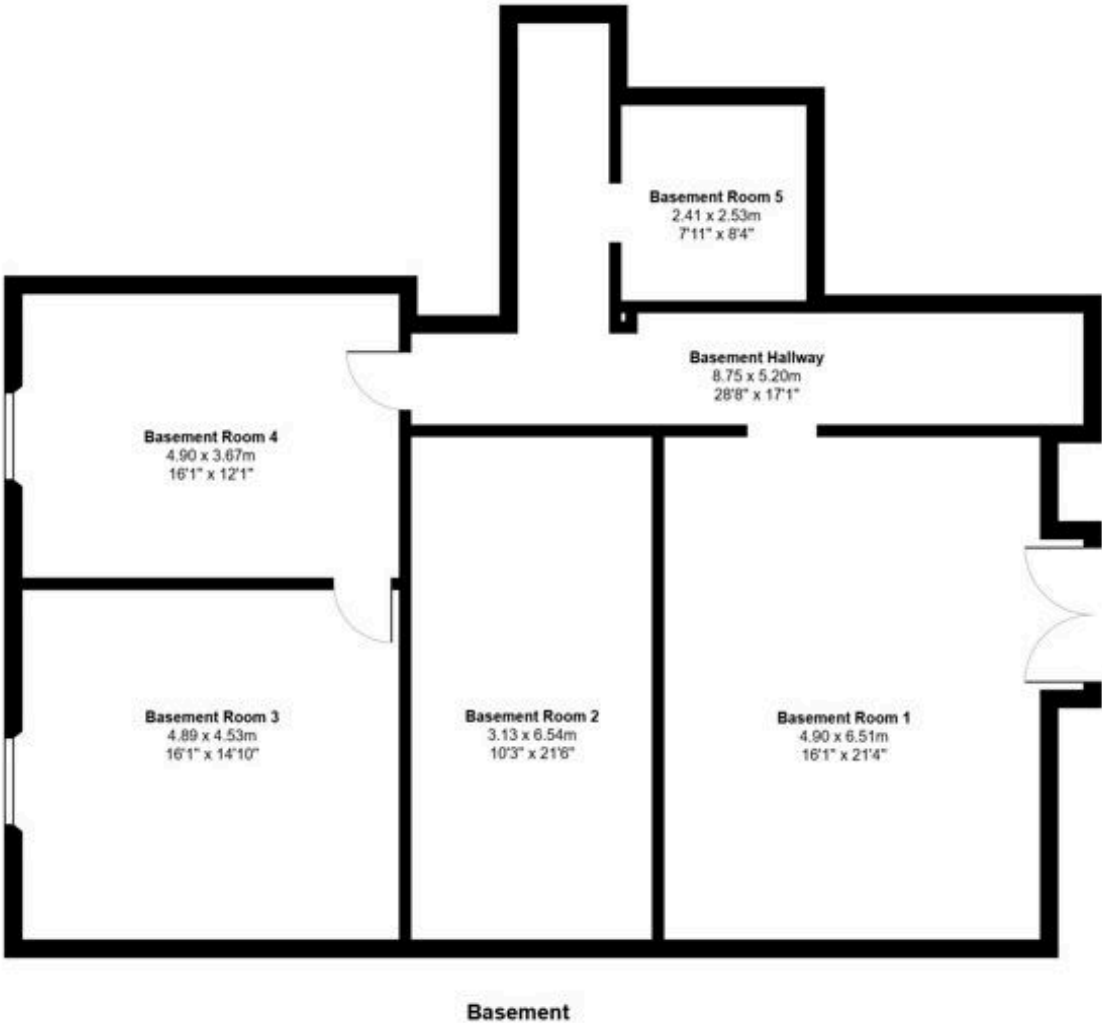 Basement Room 5
2.41 x 2.53m
7'11" x 8'4"
Basement Hallway
8.75 x 5.20m
28'8" x 17'1"
Basement Room 4
4.90 x 3.67m
16'1" x 12'1"
Basement Room 3
4.89 x 4.53m
16'1" x 14'10"
Basement Room 2
3.13 x 6.54m
10'3" x 21'6"
Basement Room 1
4.90 x 6.51m
16'1" x 21'4"
Basement